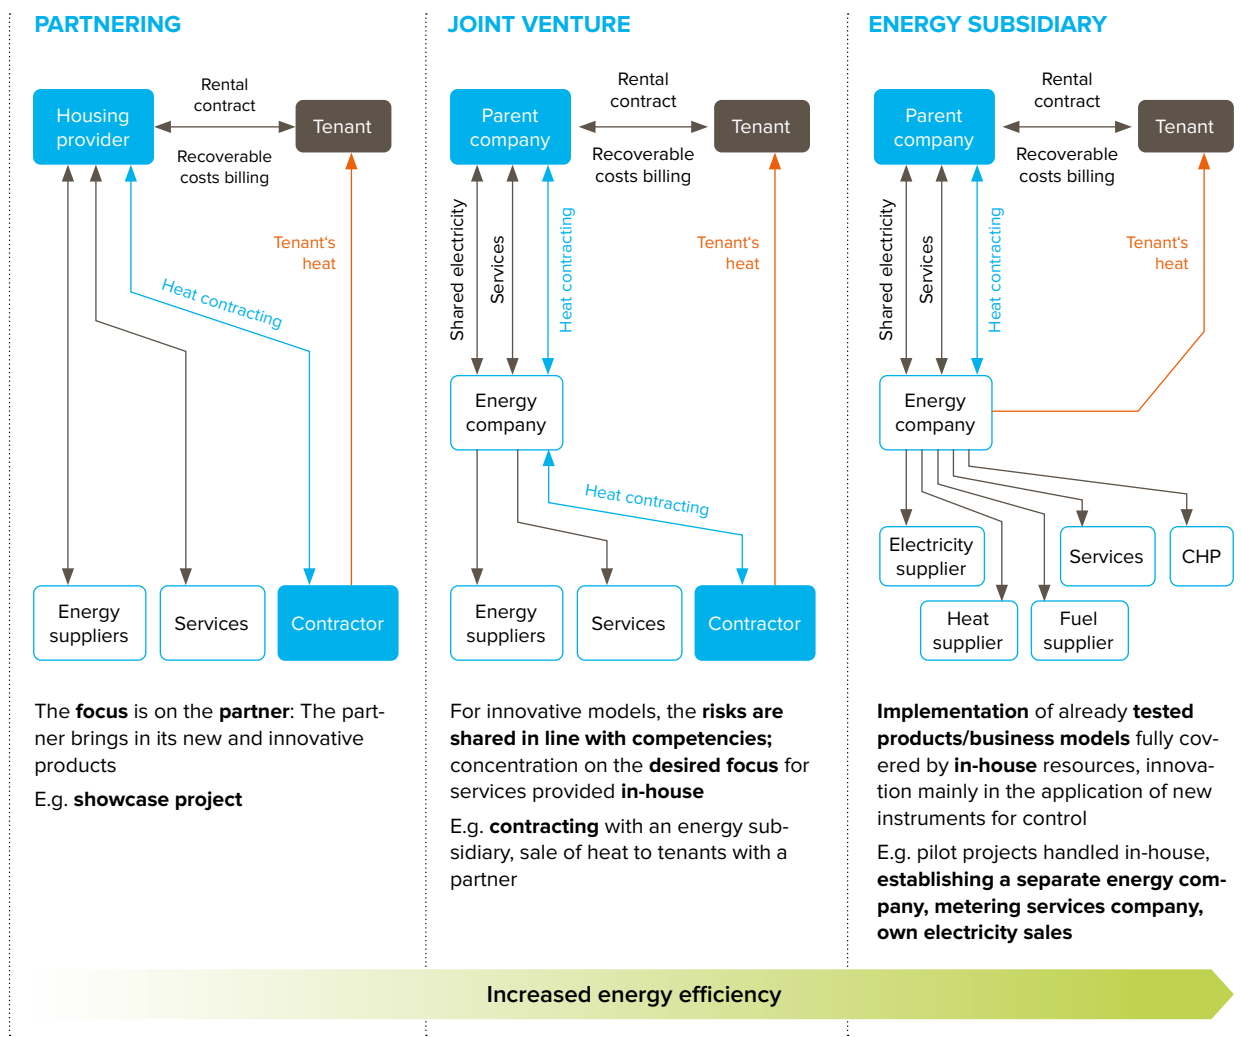 PARTNERING
Rental
contract
Housing
provider
Tenant
Recoverable
costs billing
Tenant‘s
heat
Heat contracting
Energy
suppliers
Services
Contractor
The focus is on the partner: The part-
ner brings in its new and innovative
products
E.g. showcase project
JOINT VENTURE
Rental
contract
Parent
company
Tenant
Recoverable
costs billing
Shared electricity
Services
Heat contracting
Tenant‘s
heat
Energy
company
Heat contracting
Energy
suppliers
Services
Contractor
For innovative models, the risks are
shared in line with competencies;
concentration on the desired focus for
services provided in-house
E.g. contracting with an energy sub-
sidiary, sale of heat to tenants with a
partner
ENERGY SUBSIDIARY
Rental
contract
Parent
company
Tenant
Recoverable
costs billing
Shared electricity
Services
Heat contracting
Tenant‘s
heat
Energy
company
Electricity
supplier
Services
CHP
Heat
supplier
Fuel
supplier
Implementation of already tested
products/business models fully cov-
ered by in-house resources, innova-
tion mainly in the application of new
instruments for control
E.g. pilot projects handled in-house,
establishing a separate energy com-
pany, metering services company,
own electricity sales
Increased energy efficiency